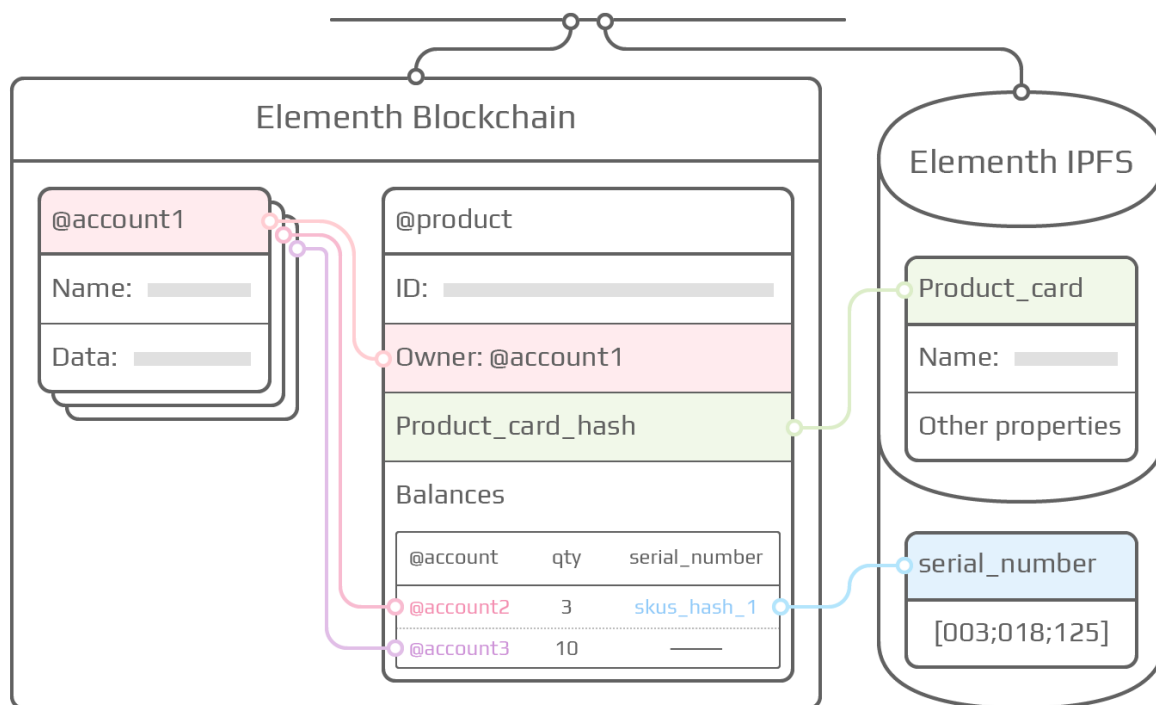 Elementh Blockchain
@account1
Name:
Data:
@product
ID:
Owner: @account1
Product_card_hash
Balances
@account qty serial_number
@account2 3 skus_hash_1
@account3 10
Elementh IPFS
Product_card
Name:
Other properties
serial_number
[003;018;125]